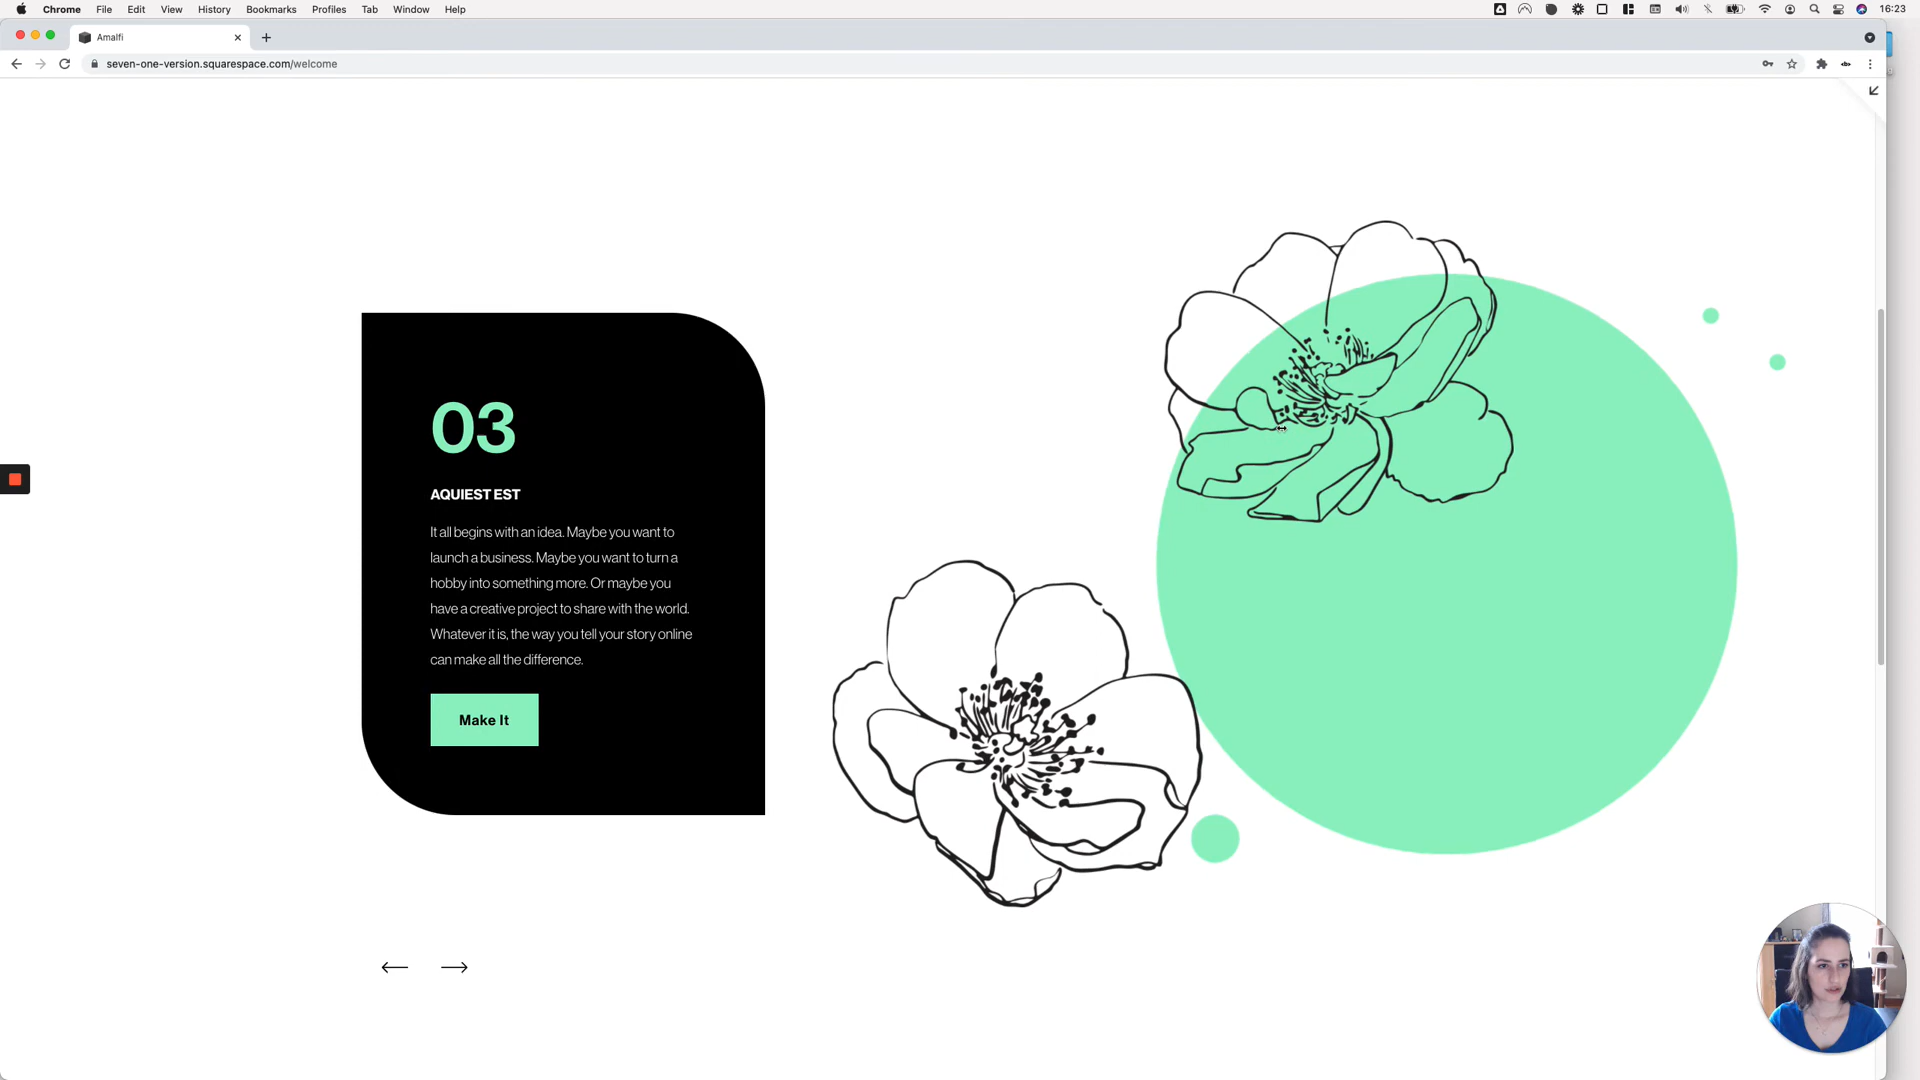 Chrome File Edit View History Bookmarks Profiles Tab Window Help 16:23
Amalfi
seven-one-version.squarespace.com/welcome
03
AQUIEST EST
It all begins with an idea. Maybe you want to
launch a business. Maybe you want to turn a
hobby into something more. Or maybe you
have a creative project to share with the world.
Whatever it is, the way you tell your story online
can make all the difference.
Make It